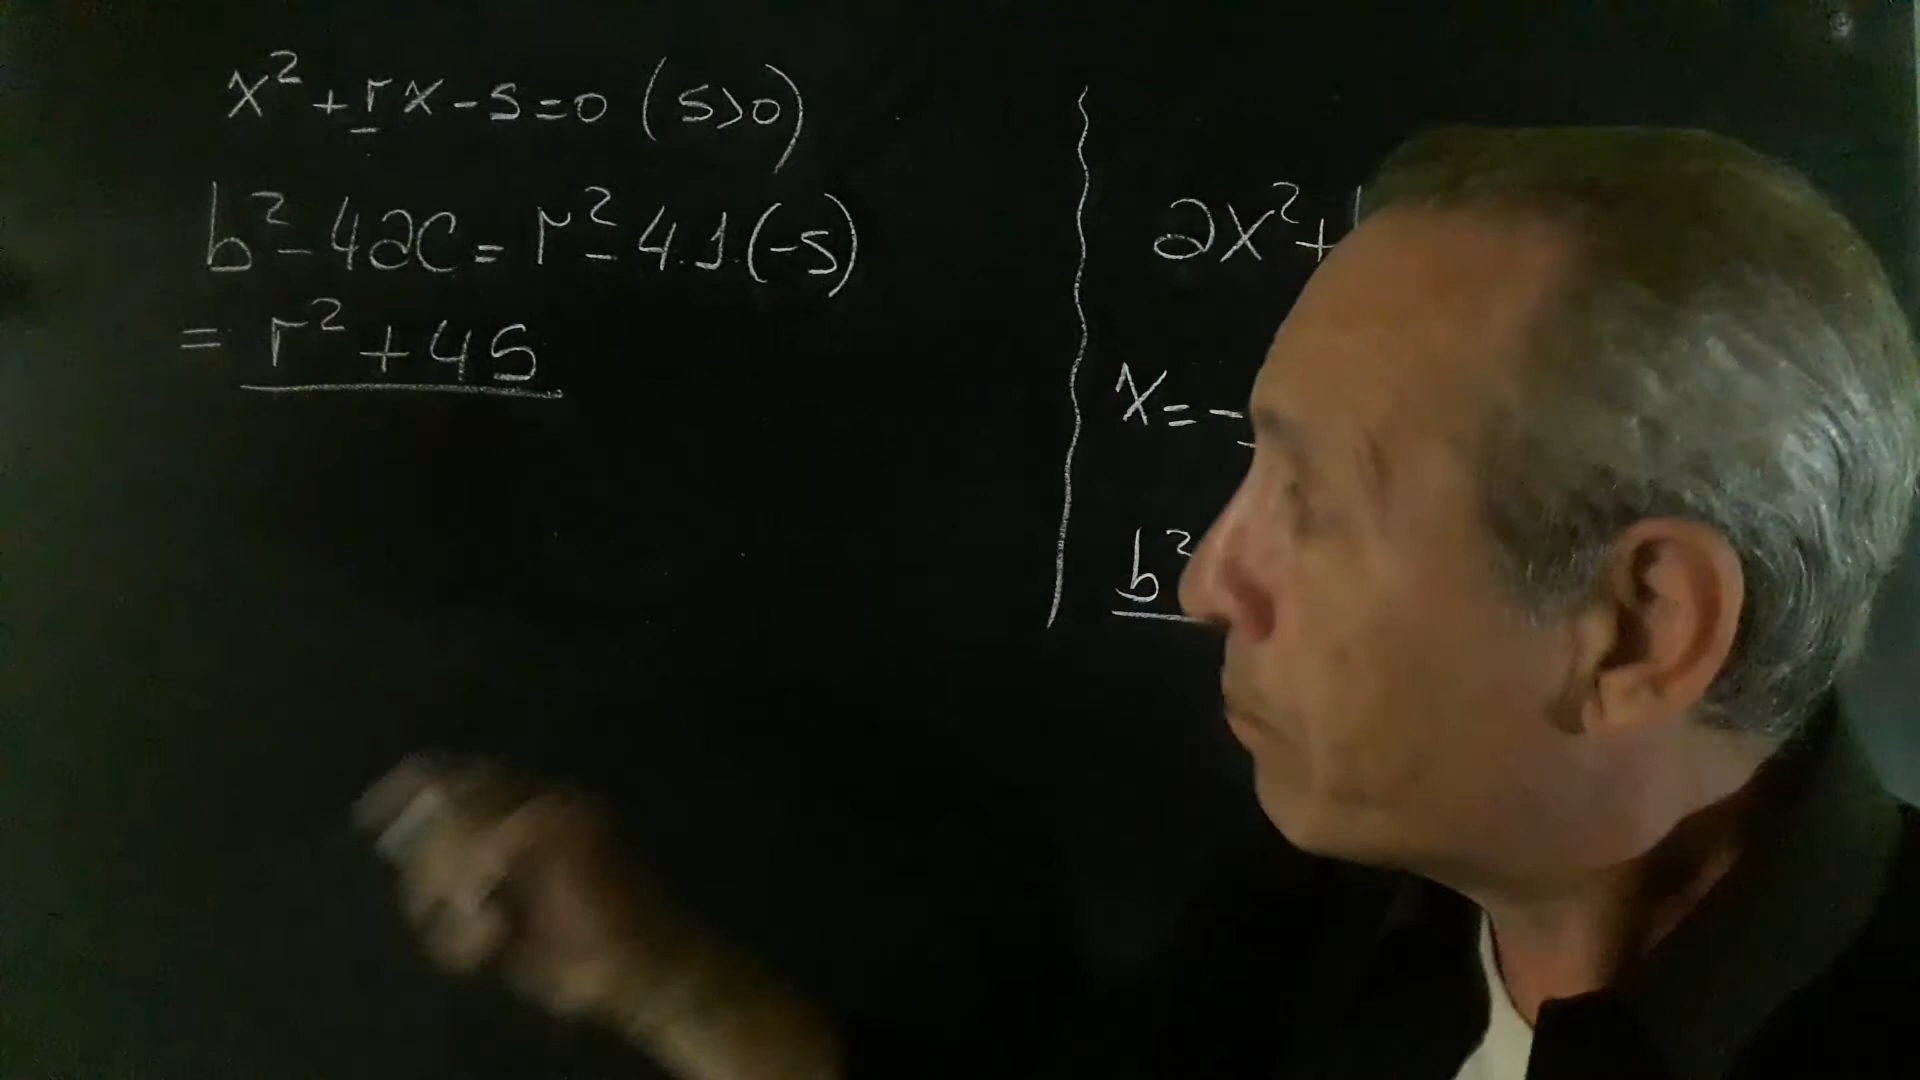 x²+rx-s=0 (s>0)
b²-4ac=r²-4.1.(-s)
= r²+4s
ax²+
x=-
b²